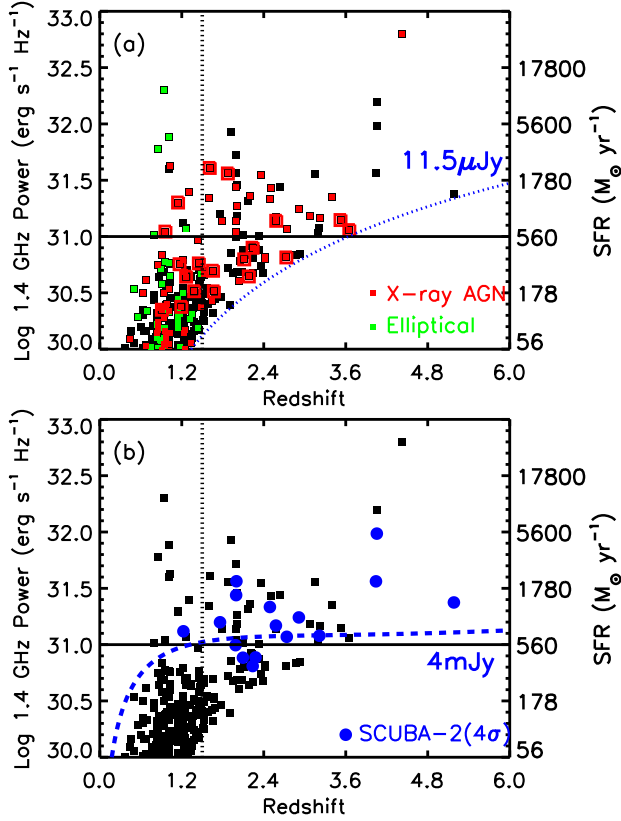 (a)
Log 1.4 GHz Power (erg s⁻¹ Hz⁻¹)
33.0
32.5
32.0
31.5
31.0
30.5
30.0
17800
5600
1780
560
178
56
SFR (M⊙ yr⁻¹)
11.5μJy
X-ray AGN
Elliptical
0.0 1.2 2.4 3.6 4.8 6.0
Redshift
(b)
Log 1.4 GHz Power (erg s⁻¹ Hz⁻¹)
33.0
32.5
32.0
31.5
31.0
30.5
30.0
17800
5600
1780
560
178
56
SFR (M⊙ yr⁻¹)
4mJy
SCUBA-2(4σ)
0.0 1.2 2.4 3.6 4.8 6.0
Redshift